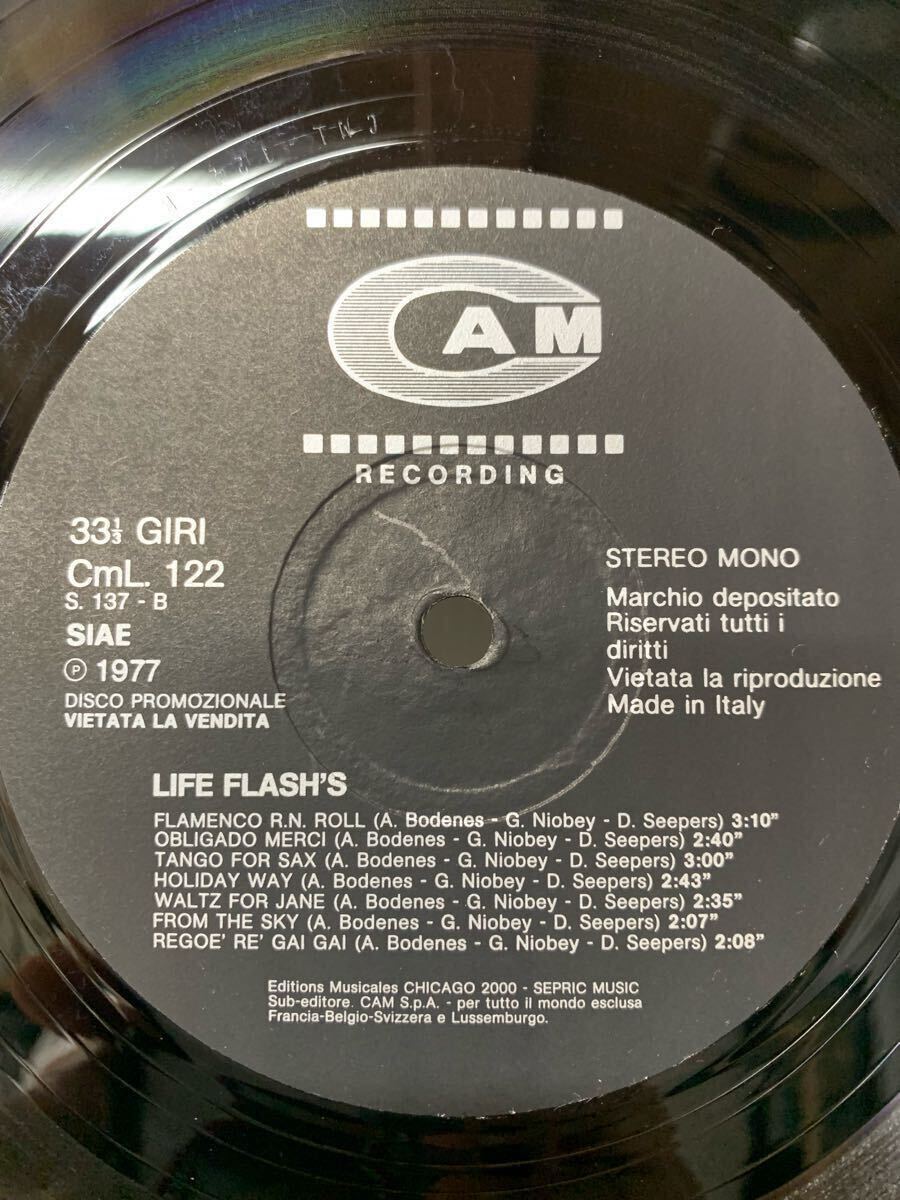 CAM
RECORDING
33⅓ GIRI
CmL. 122
S. 137 - B
SIAE
℗ 1977
DISCO PROMOZIONALE
VIETATA LA VENDITA
STEREO MONO
Marchio depositato
Riservati tutti i
diritti
Vietata la riproduzione
Made in Italy
LIFE FLASH'S
FLAMENCO R.N. ROLL (A. Bodenes - G. Niobey - D. Seepers) 3:10”
OBLIGADO MERCI (A. Bodenes - G. Niobey - D. Seepers) 2:40”
TANGO FOR SAX (A. Bodenes - G. Niobey - D. Seepers) 3:00”
HOLIDAY WAY (A. Bodenes - G. Niobey - D. Seepers) 2:43”
WALTZ FOR JANE (A. Bodenes - G. Niobey - D. Seepers) 2:35”
FROM THE SKY (A. Bodenes - G. Niobey - D. Seepers) 2:07”
REGOE' RE' GAI GAI (A. Bodenes - G. Niobey - D. Seepers) 2:08”
Editions Musicales CHICAGO 2000 - SEPRIC MUSIC
Sub-editore. CAM S.p.A. - per tutto il mondo esclusa
Francia-Belgio-Svizzera e Lussemburgo.